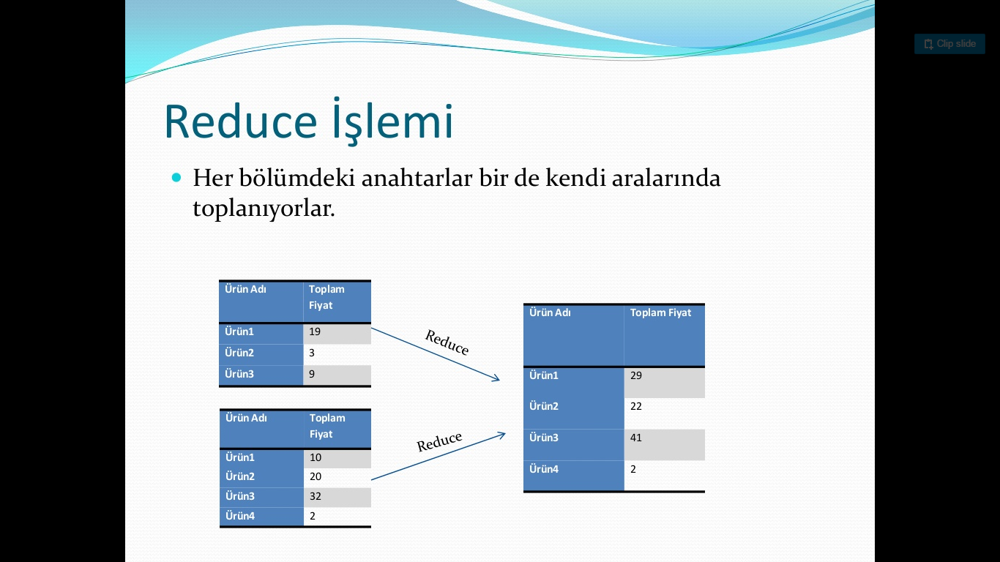 Clip slide
Reduce İşlemi
Her bölümdeki anahtarlar bir de kendi aralarında
toplanıyorlar.
Ürün Adı Toplam
Fiyat
Ürün1 19
Ürün2 3
Ürün3 9
Reduce
Ürün Adı Toplam
Fiyat
Ürün1 10
Ürün2 20
Ürün3 32
Ürün4 2
Reduce
Ürün Adı Toplam Fiyat
Ürün1 29
Ürün2 22
Ürün3 41
Ürün4 2